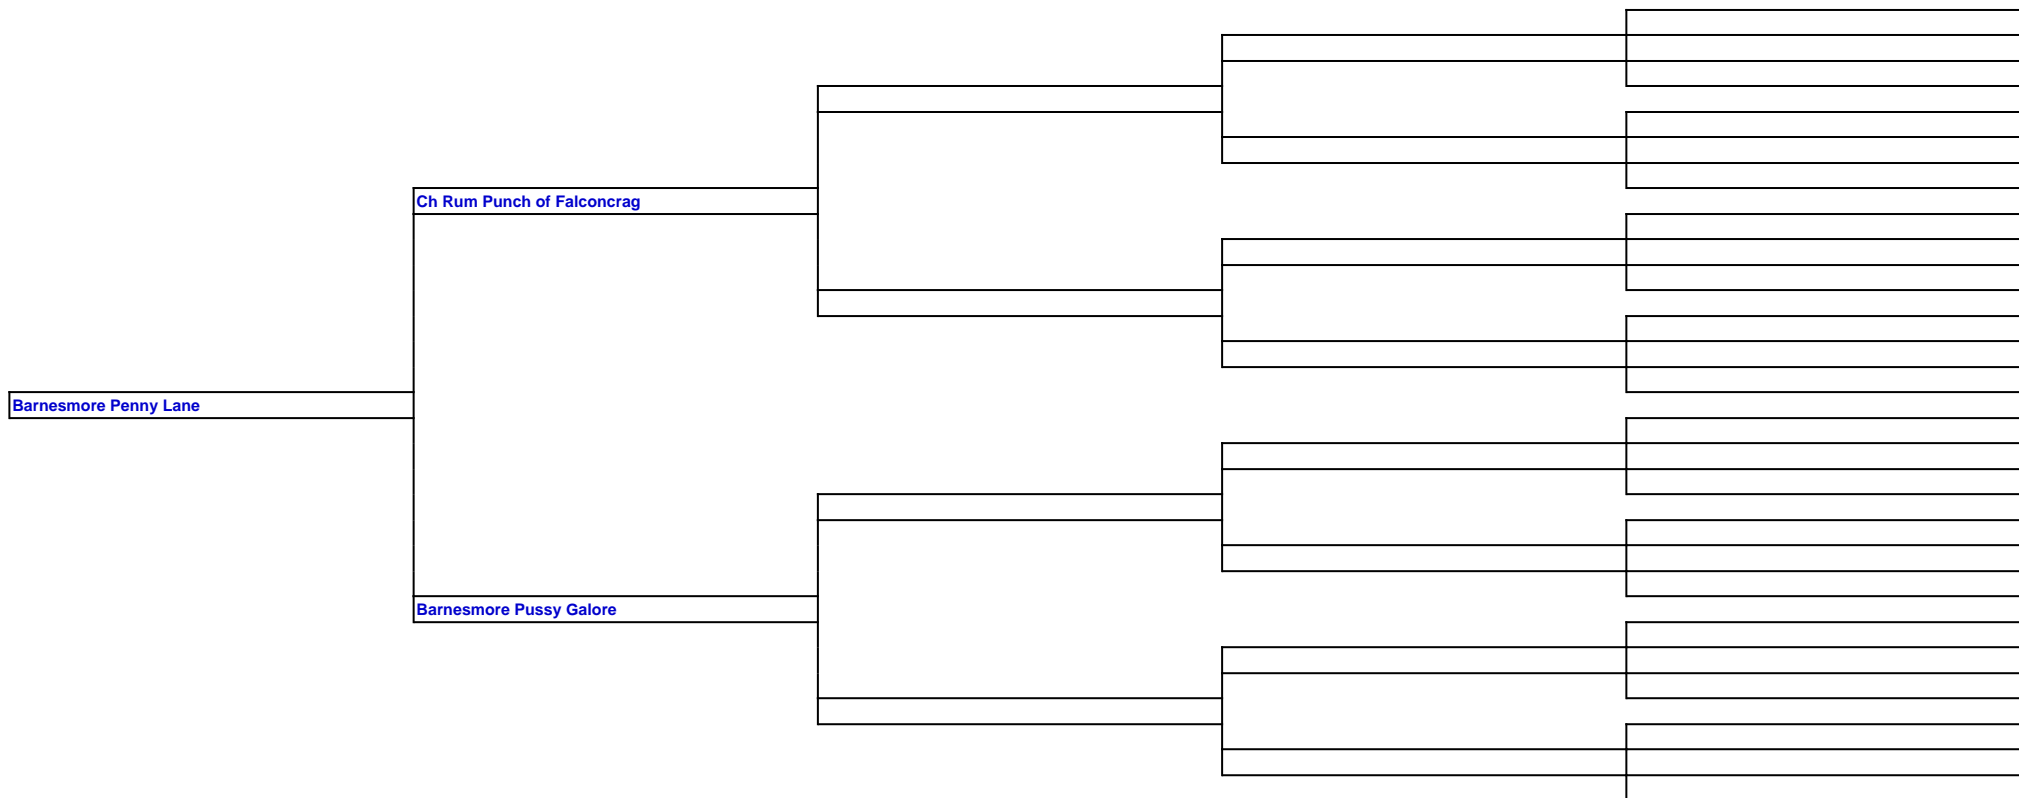 Ch Rum Punch of Falconcrag
Barnesmore Penny Lane
Barnesmore Pussy Galore